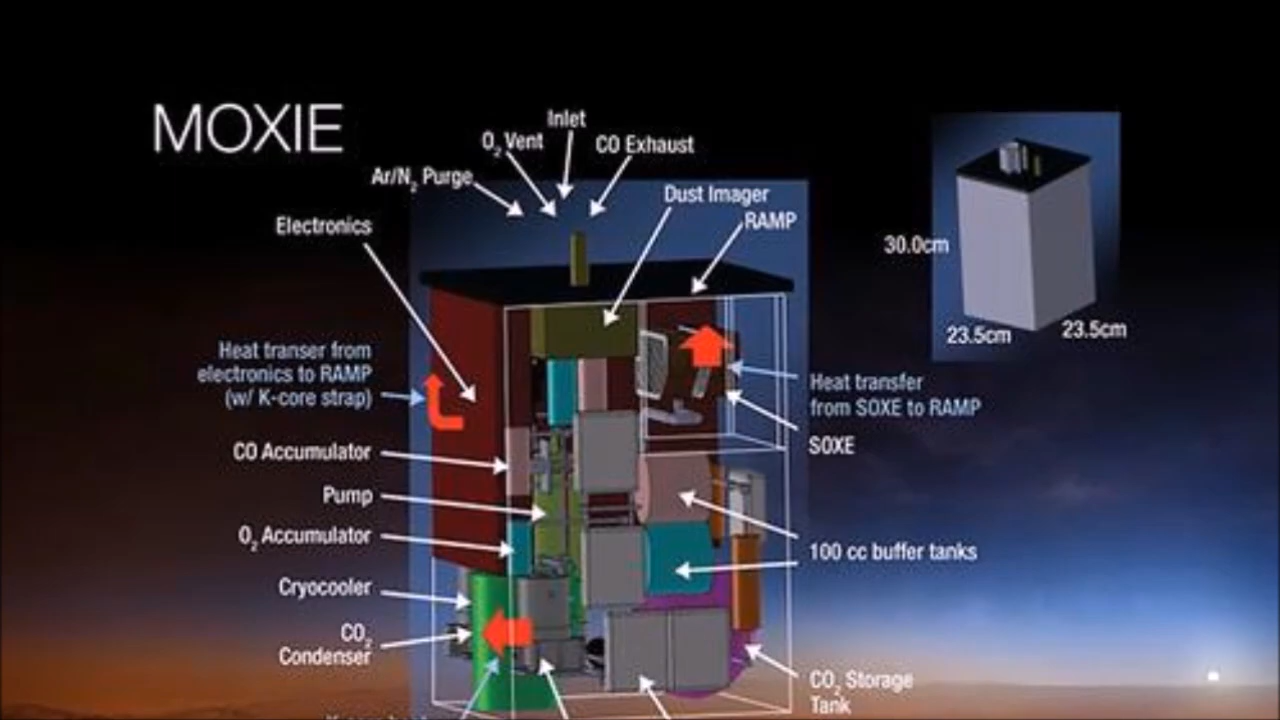 MOXIE
Inlet
O2 Vent
CO Exhaust
Ar/N2 Purge
Dust Imager
RAMP
Electronics
30.0cm
23.5cm
23.5cm
Heat transer from
electronics to RAMP
(w/ K-core strap)
Heat transfer
from SOXE to RAMP
SOXE
CO Accumulator
Pump
O2 Accumulator
100 cc buffer tanks
Cryocooler
CO2
Condenser
CO2 Storage
Tank